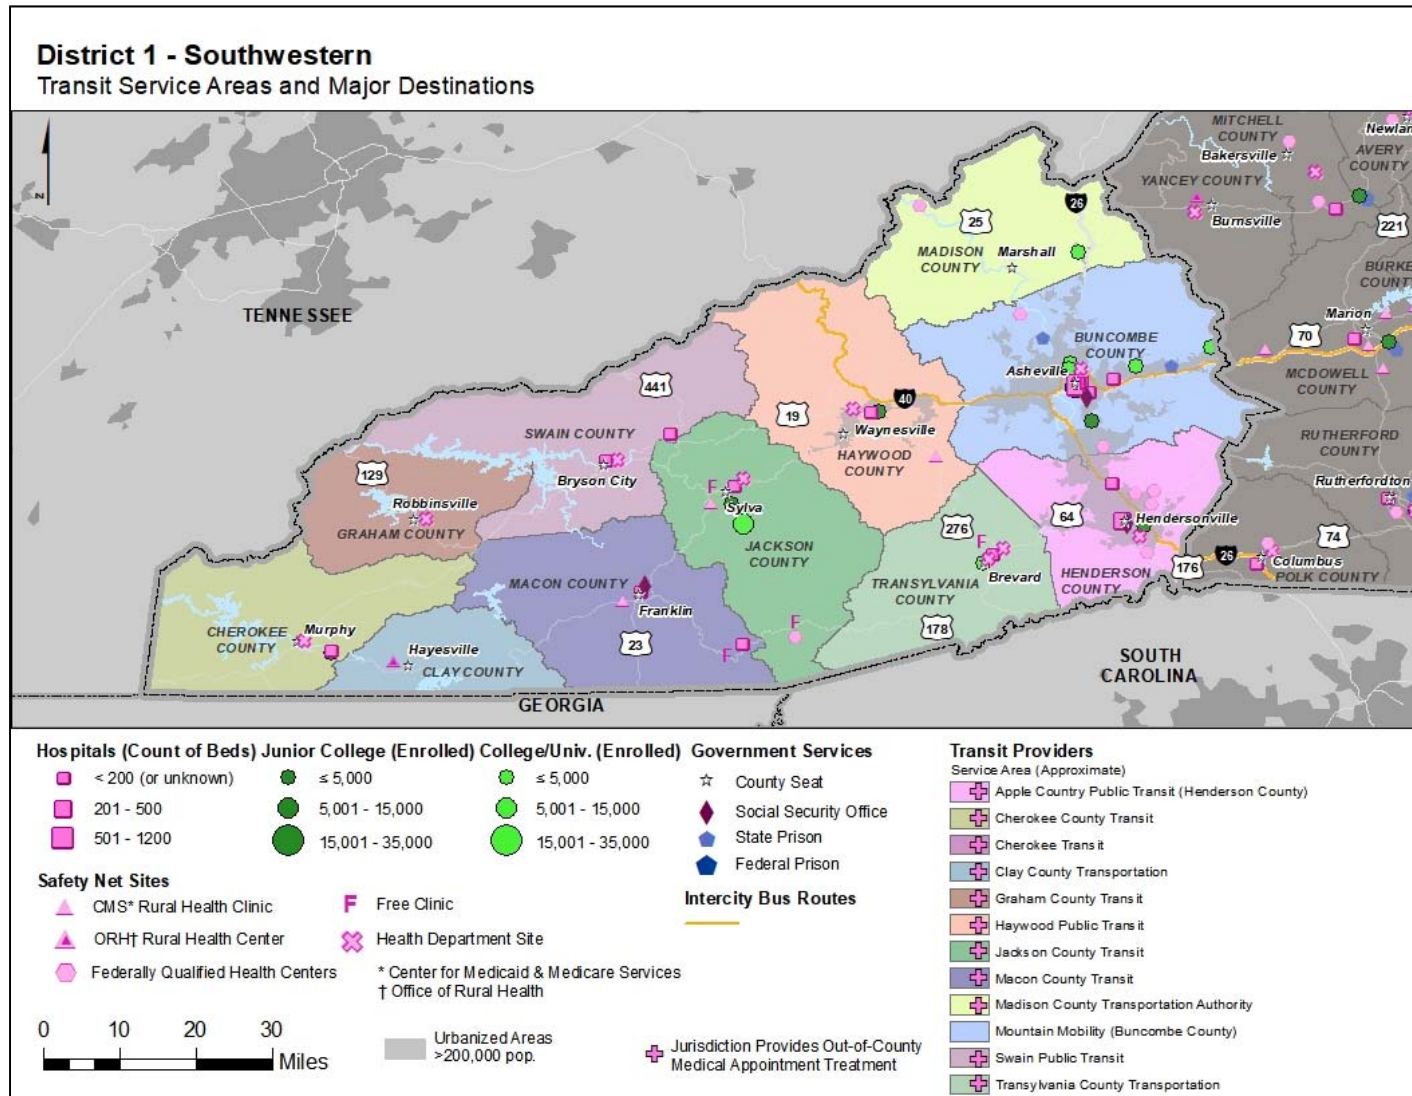 District 1 - Southwestern
Transit Service Areas and Major Destinations
N
MITCHELL
COUNTY
Bakersville
AVERY
COUNTY
YANCEY COUNTY
Burnsville
221
26
25
MADISON
COUNTY
Marshall
TENNESSEE
BUNCOMBE
COUNTY
Asheville
Marion
70
MCDOWELL
COUNTY
441
19
40
Waynesville
HAYWOOD
COUNTY
RUTHERFORD
COUNTY
Rutherfordton
SWAIN COUNTY
Bryson City
129
Robbinsville
GRAHAM COUNTY
F
Sylva
JACKSON
COUNTY
276
64
Hendersonville
F
Brevard
TRANSYLVANIA
COUNTY
HENDERSON
COUNTY
176
26
74
Columbus
POLK COUNTY
MACON COUNTY
Franklin
CHEROKEE
COUNTY
Murphy
Hayesville
CLAY COUNTY
23
F
F
178
SOUTH
CAROLINA
GEORGIA
Hospitals (Count of Beds)
< 200 (or unknown)
201 - 500
501 - 1200
Junior College (Enrolled)
≤ 5,000
5,001 - 15,000
15,001 - 35,000
College/Univ. (Enrolled)
≤ 5,000
5,001 - 15,000
15,001 - 35,000
Government Services
County Seat
Social Security Office
State Prison
Federal Prison
Safety Net Sites
CMS* Rural Health Clinic
ORH† Rural Health Center
Federally Qualified Health Centers
F Free Clinic
Health Department Site
* Center for Medicaid & Medicare Services
† Office of Rural Health
Intercity Bus Routes
0 10 20 30
Miles
Urbanized Areas
>200,000 pop.
Jurisdiction Provides Out-of-County
Medical Appointment Treatment
Transit Providers
Service Area (Approximate)
Apple Country Public Transit (Henderson County)
Cherokee County Transit
Cherokee Transit
Clay County Transportation
Graham County Transit
Haywood Public Transit
Jackson County Transit
Macon County Transit
Madison County Transportation Authority
Mountain Mobility (Buncombe County)
Swain Public Transit
Transylvania County Transportation